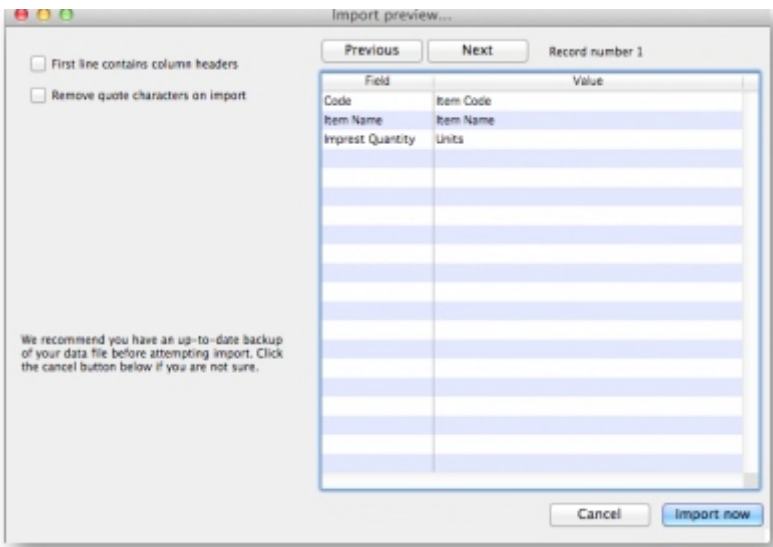 Import preview...
First line contains column headers
Remove quote characters on import
Previous Next Record number 1
Field Value
Code Item Code
Item Name Item Name
Imprest Quantity Units
We recommend you have an up-to-date backup
of your data file before attempting import. Click
the cancel button below if you are not sure.
Cancel Import now